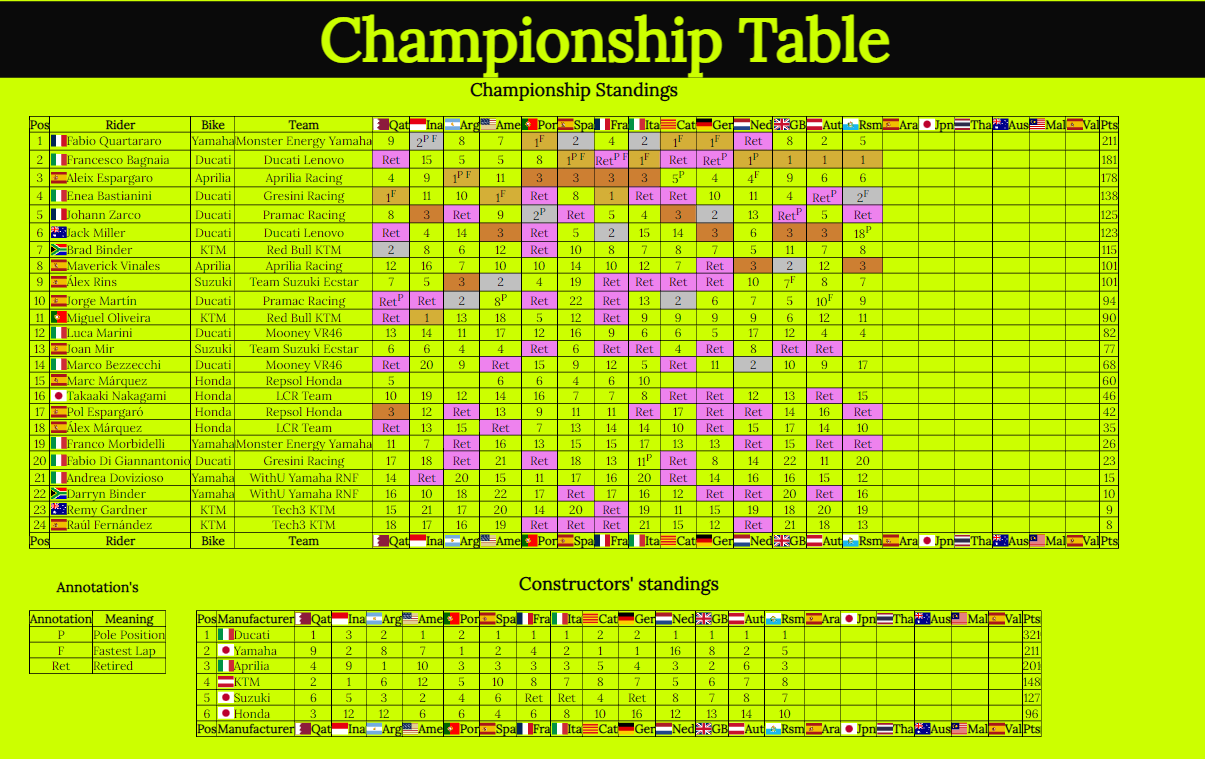 Championship Table
Championship Standings
Pos Rider Bike Team Qat Ina Arg Ame Por Spa Fra Ita Cat Ger Ned GB Aut Rsm Ara Jpn Tha Aus Mal Val Pts
1 Fabio Quartararo Yamaha Monster Energy Yamaha 9 2P F 8 7 1F 2 4 2 1F 1F Ret 8 2 5 211
2 Francesco Bagnaia Ducati Ducati Lenovo Ret 15 5 5 8 1P F RetP F 1F Ret RetP 1P 1 1 1 181
3 Aleix Espargaro Aprilia Aprilia Racing 4 9 1P F 11 3 3 3 3 5P 4 4F 9 6 6 178
4 Enea Bastianini Ducati Gresini Racing 1F 11 10 1F Ret 8 1 Ret Ret 10 11 4 RetP 2F 138
5 Johann Zarco Ducati Pramac Racing 8 3 Ret 9 2P Ret 5 4 3 2 13 RetP 5 Ret 125
6 Jack Miller Ducati Ducati Lenovo Ret 4 14 3 Ret 5 2 15 14 3 6 3 3 18P 123
7 Brad Binder KTM Red Bull KTM 2 8 6 12 Ret 10 8 7 8 7 5 11 7 8 115
8 Maverick Vinales Aprilia Aprilia Racing 12 16 7 10 10 14 10 12 7 Ret 3 2 12 3 101
9 Álex Rins Suzuki Team Suzuki Ecstar 7 5 3 2 4 19 Ret Ret Ret Ret 10 7F 8 7 101
10 Jorge Martín Ducati Pramac Racing RetP Ret 2 8P Ret 22 Ret 13 2 6 7 5 10F 9 94
11 Miguel Oliveira KTM Red Bull KTM Ret 1 13 18 5 12 Ret 9 9 9 9 6 12 11 90
12 Luca Marini Ducati Mooney VR46 13 14 11 17 12 16 9 6 6 5 17 12 4 4 82
13 Joan Mir Suzuki Team Suzuki Ecstar 6 6 4 4 Ret 6 Ret Ret 4 Ret 8 Ret Ret 77
14 Marco Bezzecchi Ducati Mooney VR46 Ret 20 9 Ret 15 9 12 5 Ret 11 2 10 9 17 68
15 Marc Márquez Honda Repsol Honda 5 6 6 4 6 10 60
16 Takaaki Nakagami Honda LCR Team 10 19 12 14 16 7 7 8 Ret Ret 12 13 Ret 15 46
17 Pol Espargaró Honda Repsol Honda 3 12 Ret 13 9 11 11 Ret 17 Ret Ret 14 16 Ret 42
18 Álex Márquez Honda LCR Team Ret 13 15 Ret 7 13 14 14 10 Ret 15 17 14 10 35
19 Franco Morbidelli Yamaha Monster Energy Yamaha 11 7 Ret 16 13 15 15 17 13 13 Ret 15 Ret Ret 26
20 Fabio Di Giannantonio Ducati Gresini Racing 17 18 Ret 21 Ret 18 13 11P Ret 8 14 22 11 20 23
21 Andrea Dovizioso Yamaha WithU Yamaha RNF 14 Ret 20 15 11 17 16 20 Ret 14 16 16 15 12 15
22 Darryn Binder Yamaha WithU Yamaha RNF 16 10 18 22 17 Ret 17 16 12 Ret Ret 20 Ret 16 10
23 Remy Gardner KTM Tech3 KTM 15 21 17 20 14 20 Ret 19 11 15 19 18 20 19 9
24 Raúl Fernández KTM Tech3 KTM 18 17 16 19 Ret Ret Ret 21 15 12 Ret 21 18 13 8
Pos Rider Bike Team Qat Ina Arg Ame Por Spa Fra Ita Cat Ger Ned GB Aut Rsm Ara Jpn Tha Aus Mal Val Pts
Annotation's
Annotation Meaning
P Pole Position
F Fastest Lap
Ret Retired
Constructors' standings
Pos Manufacturer Qat Ina Arg Ame Por Spa Fra Ita Cat Ger Ned GB Aut Rsm Ara Jpn Tha Aus Mal Val Pts
1 Ducati 1 3 2 1 2 1 1 1 2 2 1 1 1 1 321
2 Yamaha 9 2 8 7 1 2 4 2 1 1 16 8 2 5 211
3 Aprilia 4 9 1 10 3 3 3 3 5 4 3 2 6 3 201
4 KTM 2 1 6 12 5 10 8 7 8 7 5 6 7 8 148
5 Suzuki 6 5 3 2 4 6 Ret Ret 4 Ret 8 7 8 7 127
6 Honda 3 12 12 6 6 4 6 8 10 16 12 13 14 10 96
Pos Manufacturer Qat Ina Arg Ame Por Spa Fra Ita Cat Ger Ned GB Aut Rsm Ara Jpn Tha Aus Mal Val Pts